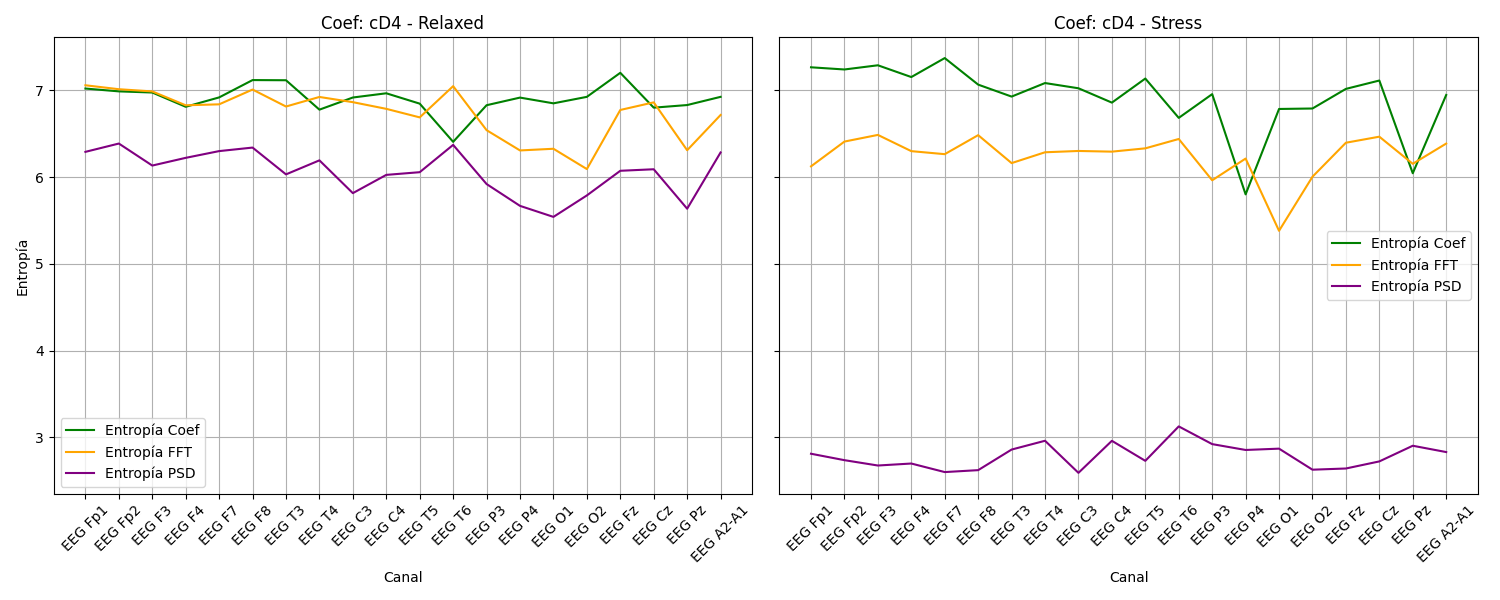 Coef: cD4 - Relaxed
Entropía
7
6
5
4
3
Entropía Coef
Entropía FFT
Entropía PSD
EEG Fp1
EEG Fp2
EEG F3
EEG F4
EEG F7
EEG F8
EEG T3
EEG T4
EEG C3
EEG C4
EEG T5
EEG T6
EEG P3
EEG P4
EEG O1
EEG O2
EEG Fz
EEG Cz
EEG Pz
EEG A2-A1
Canal
Coef: cD4 - Stress
Entropía Coef
Entropía FFT
Entropía PSD
EEG Fp1
EEG Fp2
EEG F3
EEG F4
EEG F7
EEG F8
EEG T3
EEG T4
EEG C3
EEG C4
EEG T5
EEG T6
EEG P3
EEG P4
EEG O1
EEG O2
EEG Fz
EEG Cz
EEG Pz
EEG A2-A1
Canal